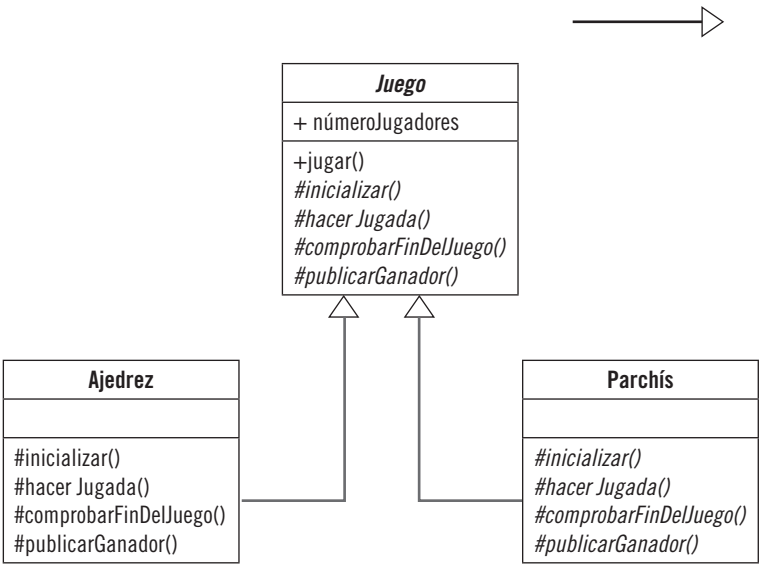 Juego
+ númeroJugadores
+jugar()
#inicializar()
#hacer Jugada()
#comprobarFinDelJuego()
#publicarGanador()
Ajedrez
#inicializar()
#hacer Jugada()
#comprobarFinDelJuego()
#publicarGanador()
Parchís
#inicializar()
#hacer Jugada()
#comprobarFinDelJuego()
#publicarGanador()